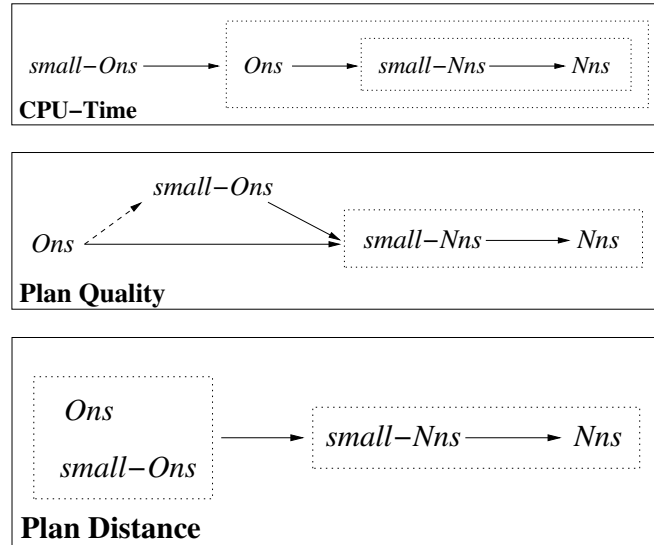 small−Ons Ons small−Nns Nns
CPU−Time
small−Ons
Ons small−Nns Nns
Plan Quality
Ons
small−Nns Nns
small−Ons
Plan Distance